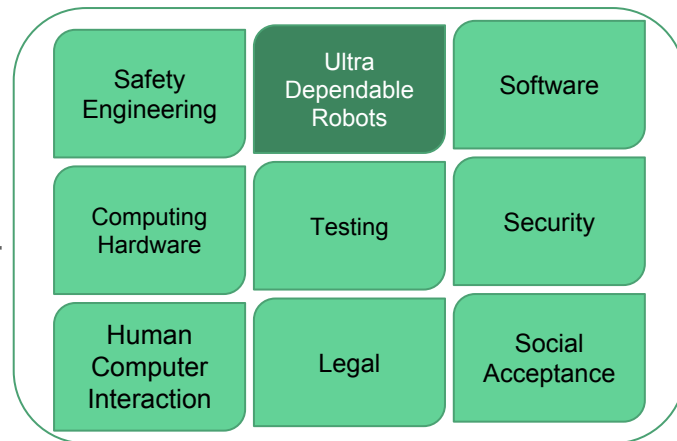 Safety
Engineering
Ultra
Dependable
Robots
Software
Computing
Hardware
Testing
Security
Human
Computer
Interaction
Legal
Social
Acceptance